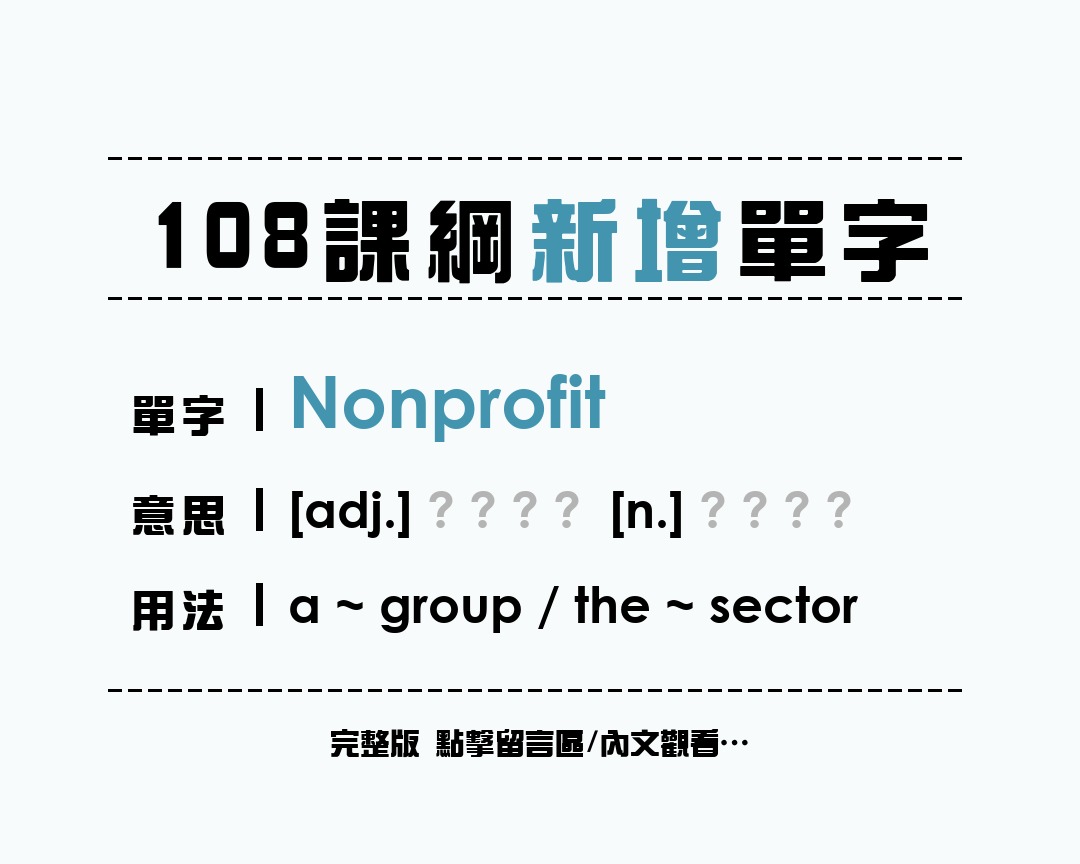 108課綱新增單字
單字 | Nonprofit
意思 | [adj.] ？？？？ [n.] ？？？？
用法 | a ~ group / the ~ sector
完整版 點擊留言區/內文觀看…